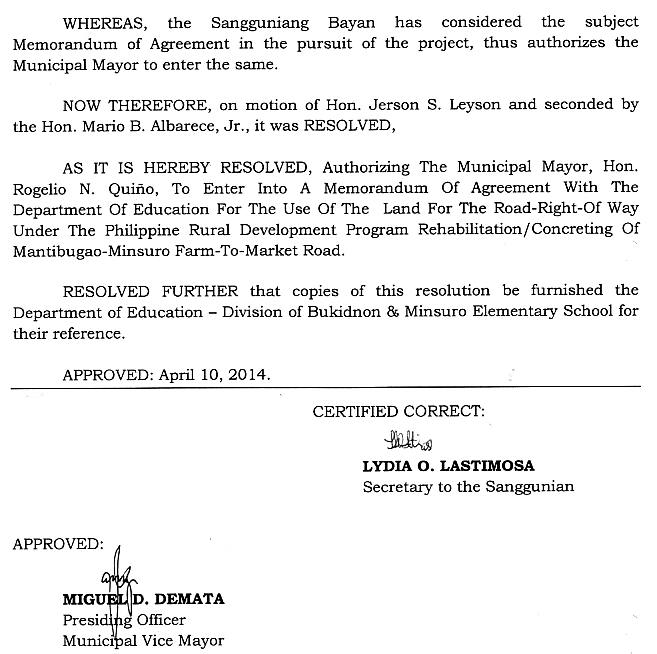 WHEREAS, the Sangguniang Bayan has considered the subject
Memorandum of Agreement in the pursuit of the project, thus authorizes the
Municipal Mayor to enter the same.
NOW THEREFORE, on motion of Hon. Jerson S. Leyson and seconded by
the Hon. Mario B. Albarece, Jr., it was RESOLVED,
AS IT IS HEREBY RESOLVED, Authorizing The Municipal Mayor, Hon.
Rogelio N. Quiño, To Enter Into A Memorandum Of Agreement With The
Department Of Education For The Use Of The Land For The Road-Right-Of Way
Under The Philippine Rural Development Program Rehabilitation/Concreting Of
Mantibugao-Minsuro Farm-To-Market Road.
RESOLVED FURTHER that copies of this resolution be furnished the
Department of Education – Division of Bukidnon & Minsuro Elementary School for
their reference.
APPROVED: April 10, 2014.
CERTIFIED CORRECT:
LYDIA O. LASTIMOSA
Secretary to the Sanggunian
APPROVED:
MIGUEL D. DEMATA
Presiding Officer
Municipal Vice Mayor